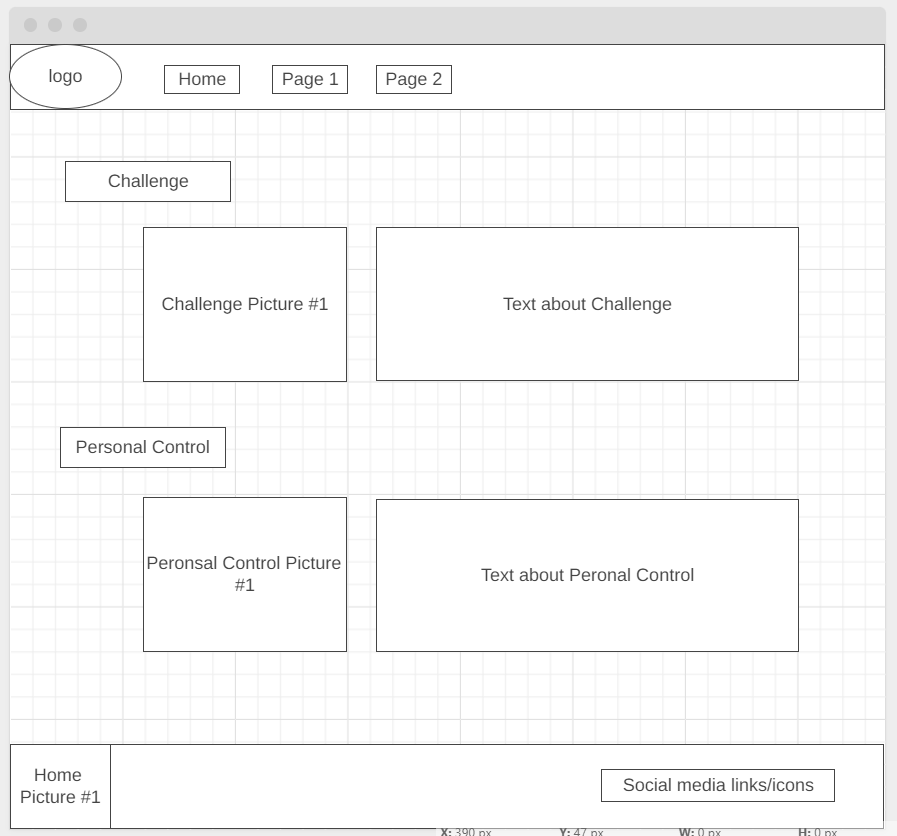 logo
Home
Page 1
Page 2
Challenge
Challenge Picture #1
Text about Challenge
Personal Control
Peronsal Control Picture
#1
Text about Peronal Control
Home
Picture #1
Social media links/icons
X: 390 px
Y: 47 px
W: 0 px
H: 0 px